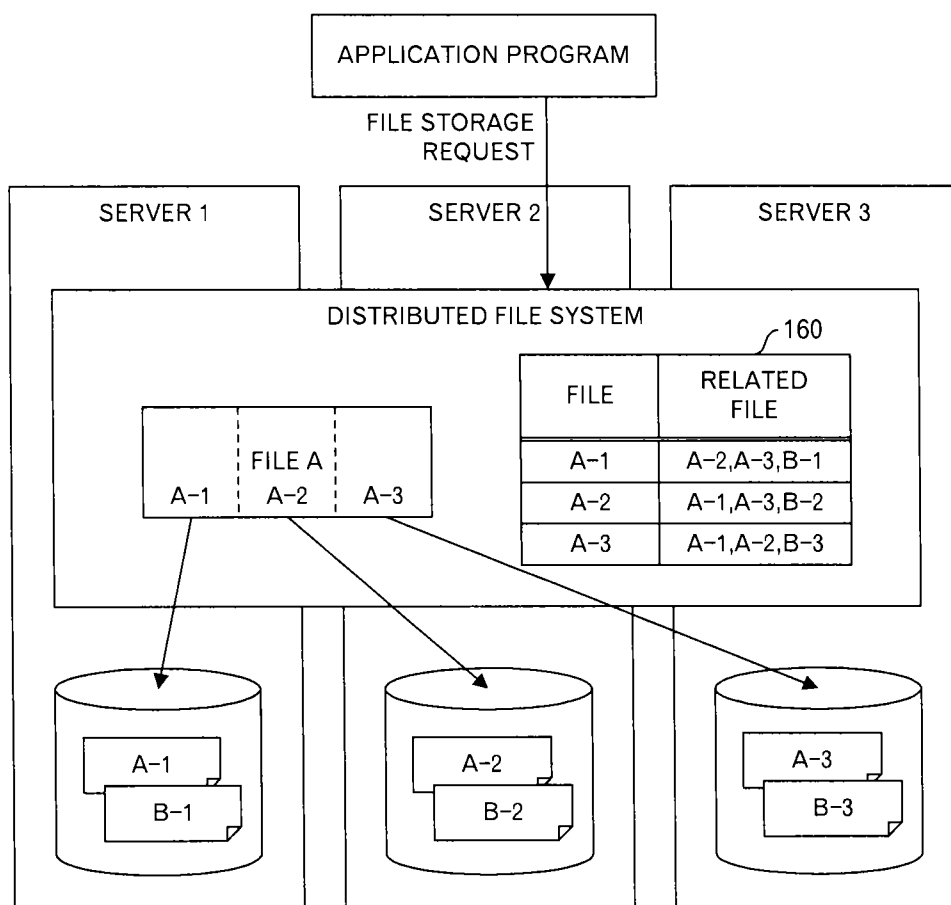 APPLICATION PROGRAM
FILE STORAGE
REQUEST
SERVER 1
SERVER 2
SERVER 3
DISTRIBUTED FILE SYSTEM
160
FILE
RELATED
FILE
A-1
A-2,A-3,B-1
A-2
A-1,A-3,B-2
A-3
A-1,A-2,B-3
FILE A
A-1
A-2
A-3
A-1
B-1
A-2
B-2
A-3
B-3